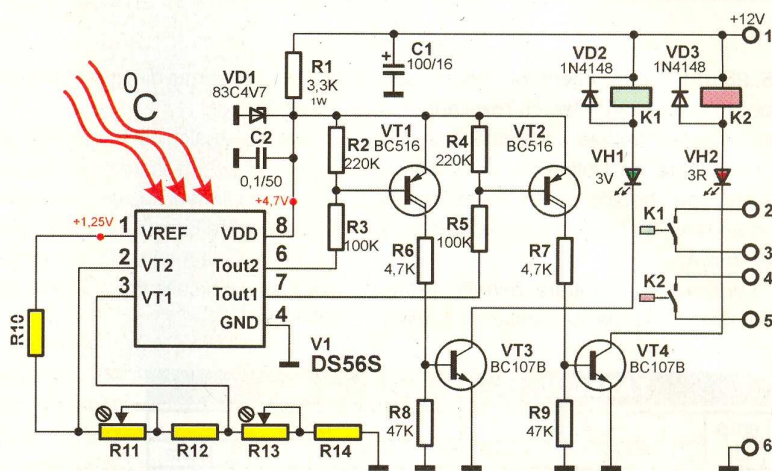 +12V
1
VD2
1N4148
VD3
1N4148
C1
100/16
+
R1
3,3K
1W
VD1
83C4V7
0
C
K1
K2
R2
220K
VT1
BC516
R4
220K
VT2
BC516
C2
0,1/50
VH1
3V
VH2
3R
+1,25V
+4,7V
1
VREF
VDD
8
2
VT2
Tout2
6
3
VT1
Tout1
7
GND
4
R3
100K
R5
100K
R6
4,7K
R7
4,7K
K1
2
3
K2
4
5
R10
V1
DS56S
VT3
BC107B
VT4
BC107B
R8
47K
R9
47K
R11
R12
R13
R14
6